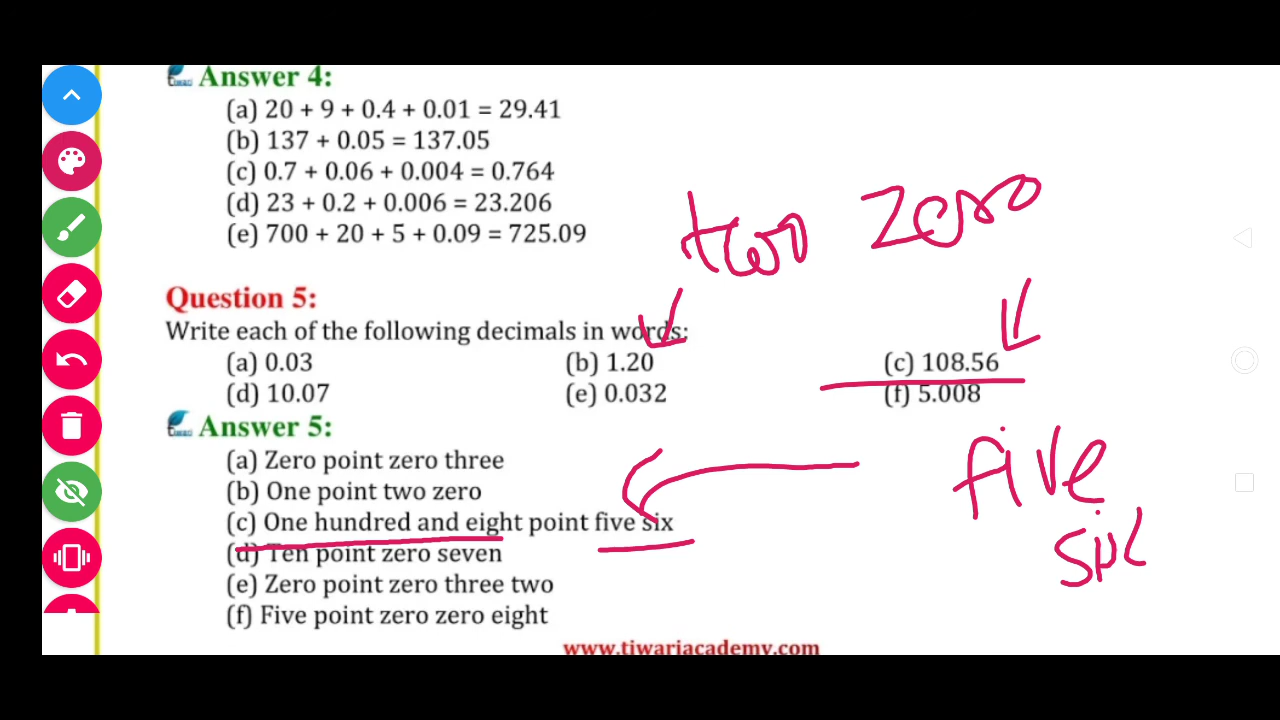 Answer 4:
(a) 20 + 9 + 0.4 + 0.01 = 29.41
(b) 137 + 0.05 = 137.05
(c) 0.7 + 0.06 + 0.004 = 0.764
(d) 23 + 0.2 + 0.006 = 23.206
(e) 700 + 20 + 5 + 0.09 = 725.09
two zero
Question 5:
Write each of the following decimals in words:
(a) 0.03 (b) 1.20 (c) 108.56
(d) 10.07 (e) 0.032 (f) 5.008
Answer 5:
(a) Zero point zero three
(b) One point two zero
(c) One hundred and eight point five six
(d) Ten point zero seven
(e) Zero point zero three two
(f) Five point zero zero eight
five
six
www.tiwariacademy.com